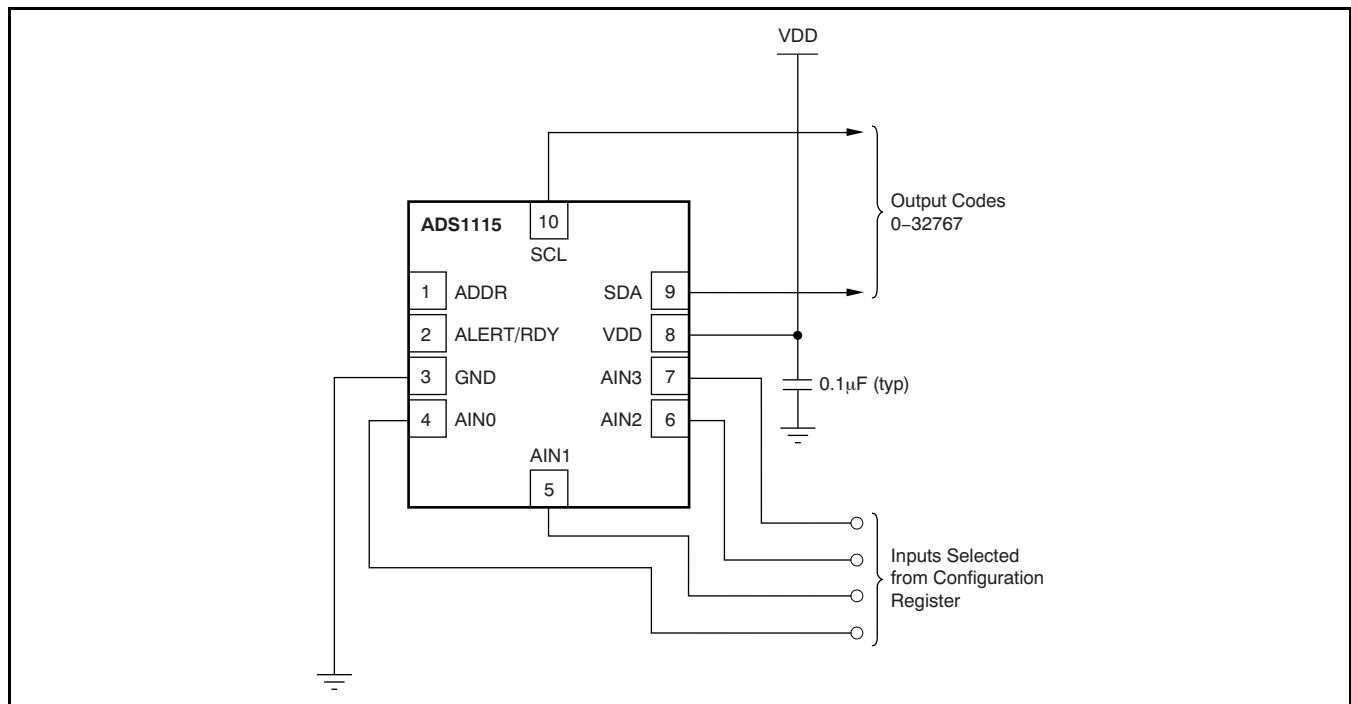 VDD
Output Codes
0–32767
ADS1115
10
SCL
1 ADDR
SDA 9
2 ALERT/RDY
VDD 8
3 GND
AIN3 7
0.1μF (typ)
4 AIN0
AIN2 6
AIN1
5
Inputs Selected
from Configuration
Register